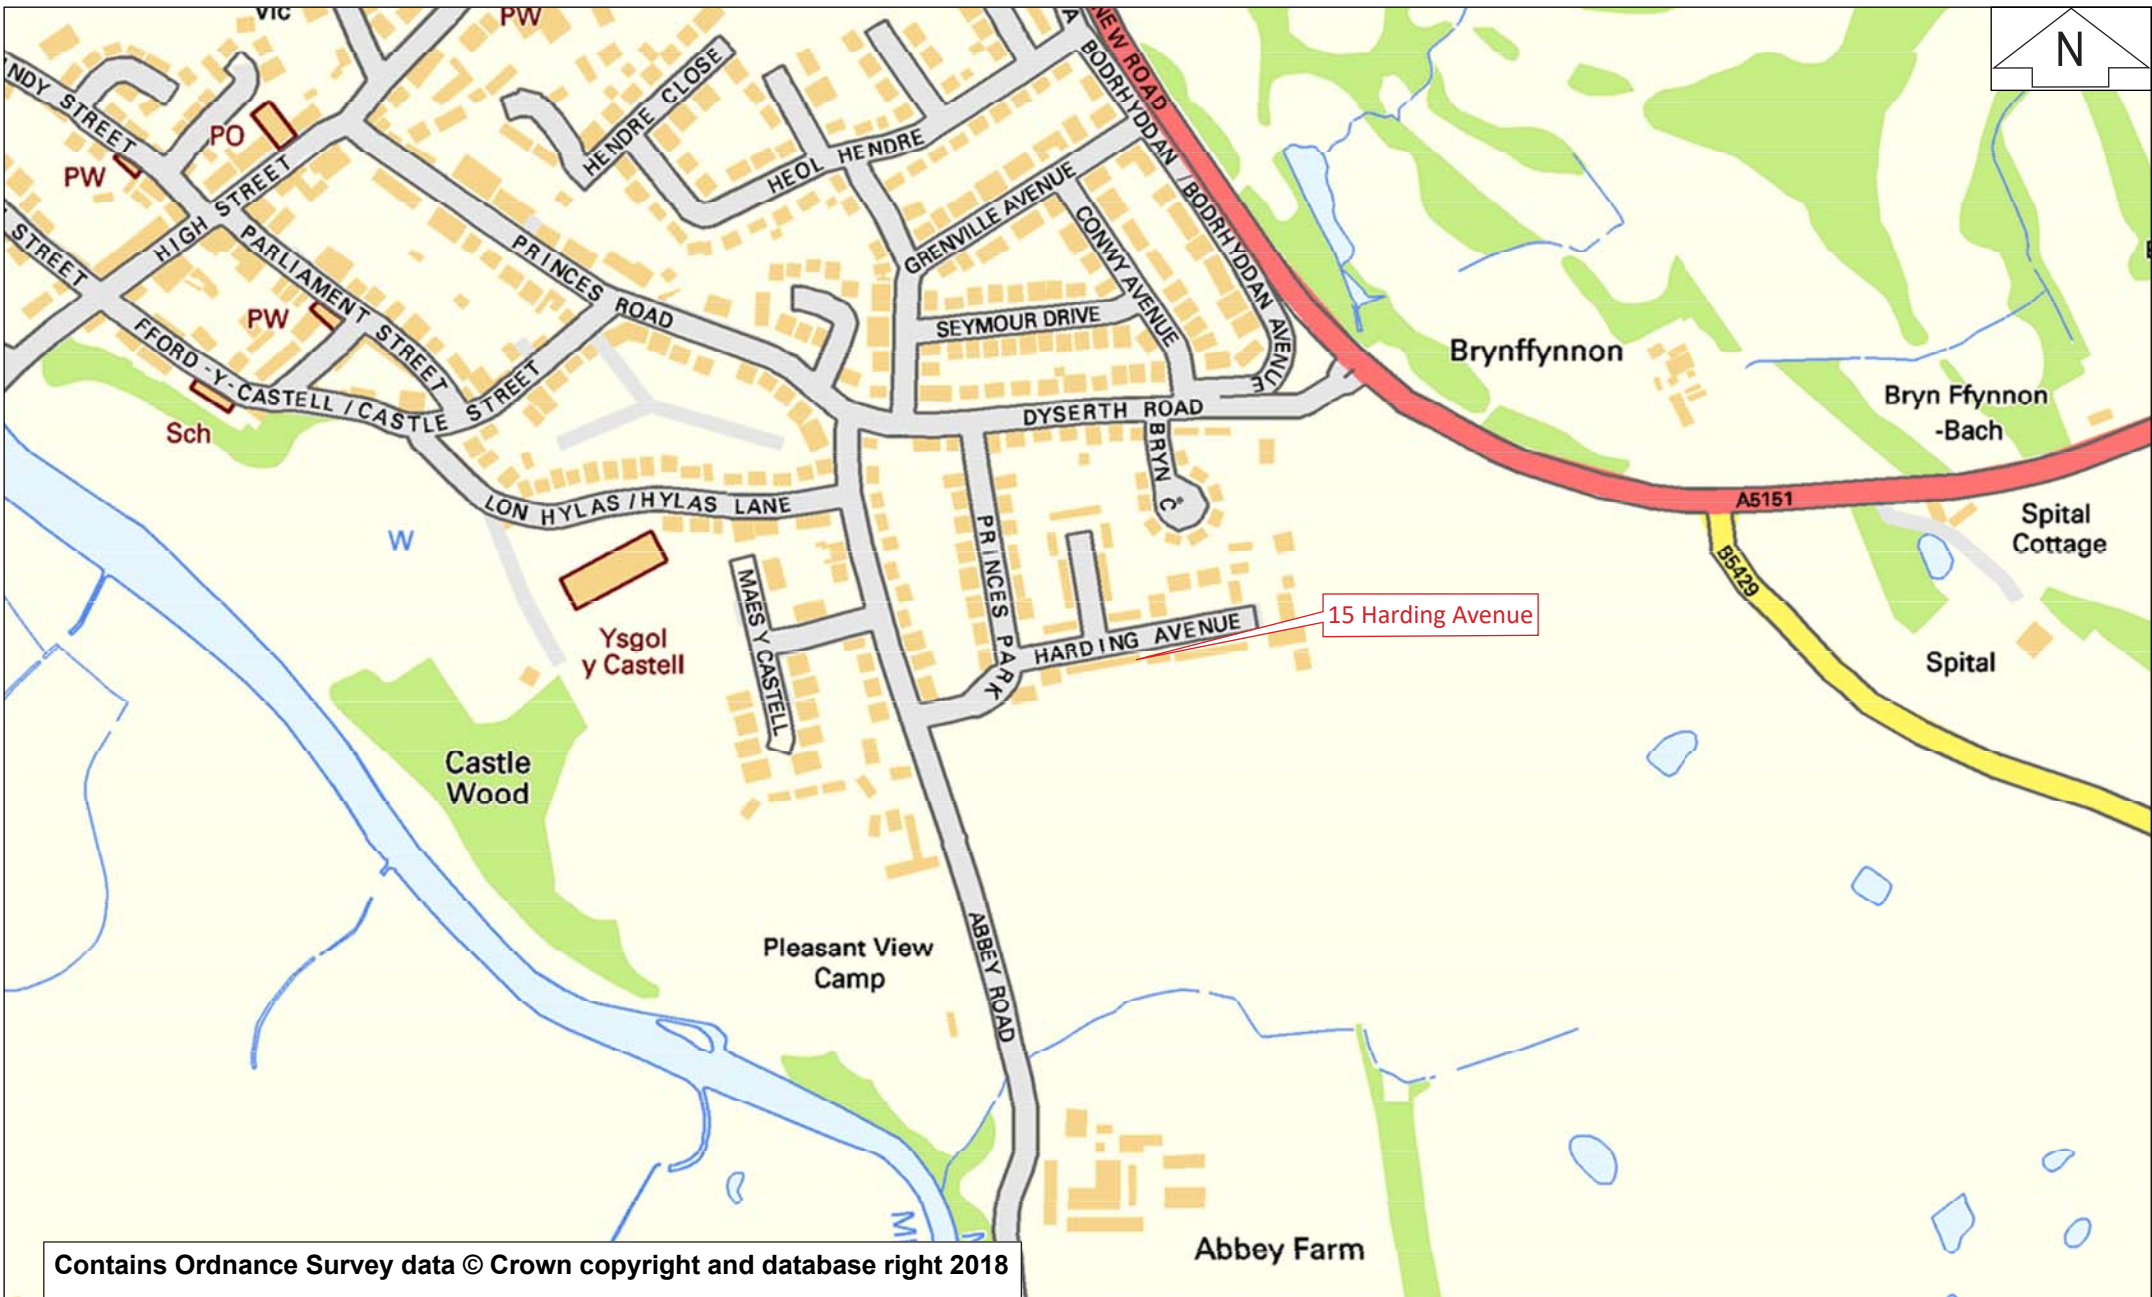 Vic
PW
NEW ROAD
N
NDY STREET
PO
PW
HENDRE CLOSE
HEOL HENDRE
BODRHYDDAN / BODRHYDDAN AVENUE
STREET
HIGH STREET
PARLIAMENT STREET
PRINCES ROAD
GRENVILLE AVENUE
CONWY AVENUE
SEYMOUR DRIVE
PW
FFORD-Y-CASTELL / CASTLE STREET
Sch
DYSERTH ROAD
BRYN Cˢ
Brynffynnon
Bryn Ffynnon
-Bach
A5151
B5429
Spital
Cottage
Spital
LON HYLAS / HYLAS LANE
W
Ysgol
y Castell
MAES Y CASTELL
PRINCES PARK
HARDING AVENUE
15 Harding Avenue
Castle
Wood
Pleasant View
Camp
ABBEY ROAD
Abbey Farm
Contains Ordnance Survey data © Crown copyright and database right 2018